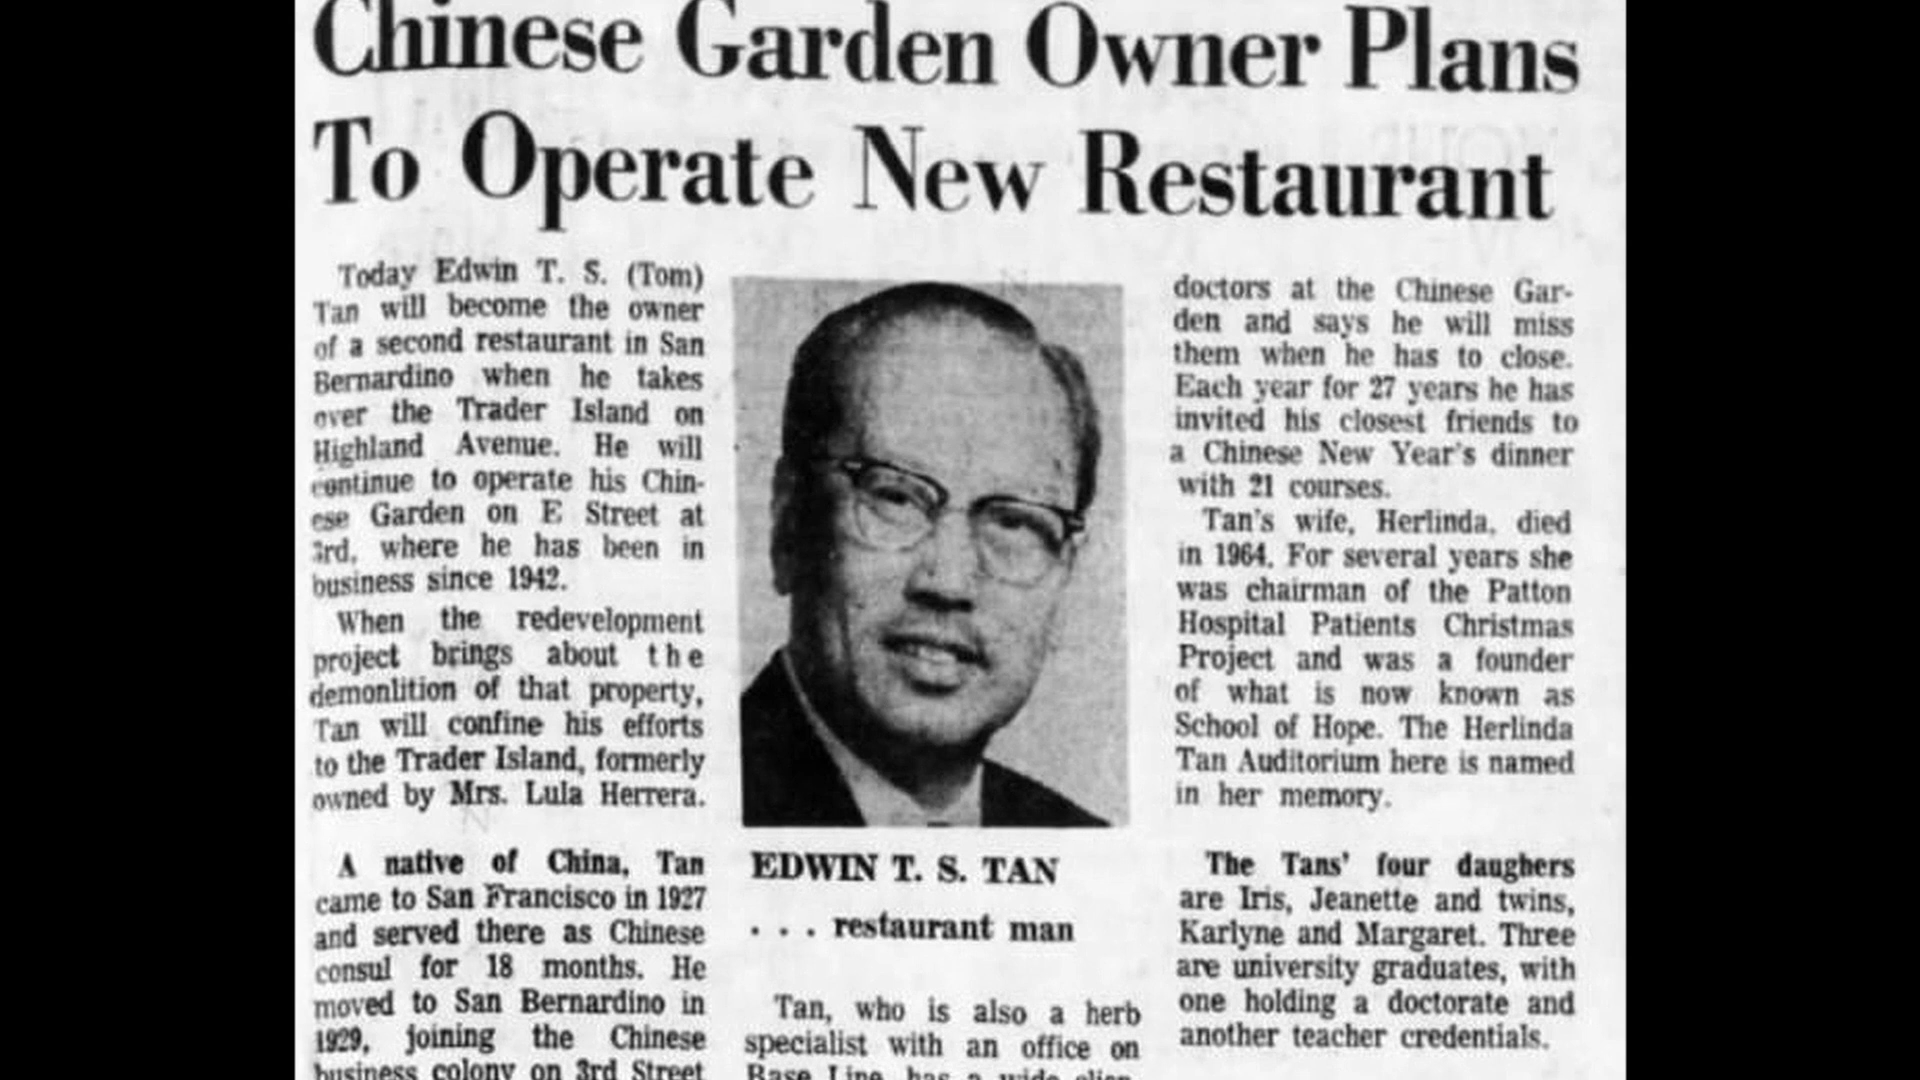 Chinese Garden Owner Plans
To Operate New Restaurant
Today Edwin T. S. (Tom)
Tan will become the owner
of a second restaurant in San
Bernardino when he takes
over the Trader Island on
Highland Avenue. He will
continue to operate his Chin-
ese Garden on E Street at
3rd, where he has been in
business since 1942.
When the redevelopment
project brings about the
demonlition of that property,
Tan will confine his efforts
to the Trader Island, formerly
owned by Mrs. Lula Herrera.
A native of China, Tan
came to San Francisco in 1927
and served there as Chinese
consul for 18 months. He
moved to San Bernardino in
1929, joining the Chinese
business colony on 3rd Street
EDWIN T. S. TAN
. . . restaurant man
Tan, who is also a herb
specialist with an office on
Base Line, has a wide
doctors at the Chinese Gar-
den and says he will miss
them when he has to close.
Each year for 27 years he has
invited his closest friends to
a Chinese New Year's dinner
with 21 courses.
Tan's wife, Herlinda, died
in 1964. For several years she
was chairman of the Patton
Hospital Patients Christmas
Project and was a founder
of what is now known as
School of Hope. The Herlinda
Tan Auditorium here is named
in her memory.
The Tans' four daughers
are Iris, Jeanette and twins,
Karlyne and Margaret. Three
are university graduates, with
one holding a doctorate and
another teacher credentials.